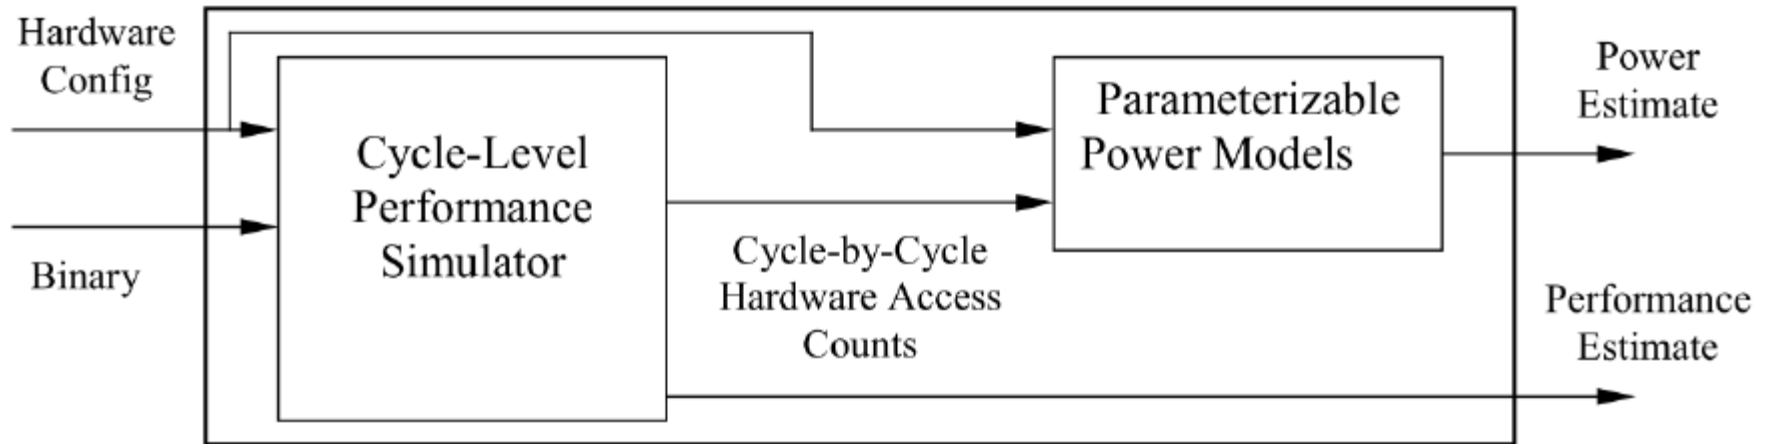 Hardware
Config
Binary
Cycle-Level
Performance
Simulator
Cycle-by-Cycle
Hardware Access
Counts
Parameterizable
Power Models
Power
Estimate
Performance
Estimate